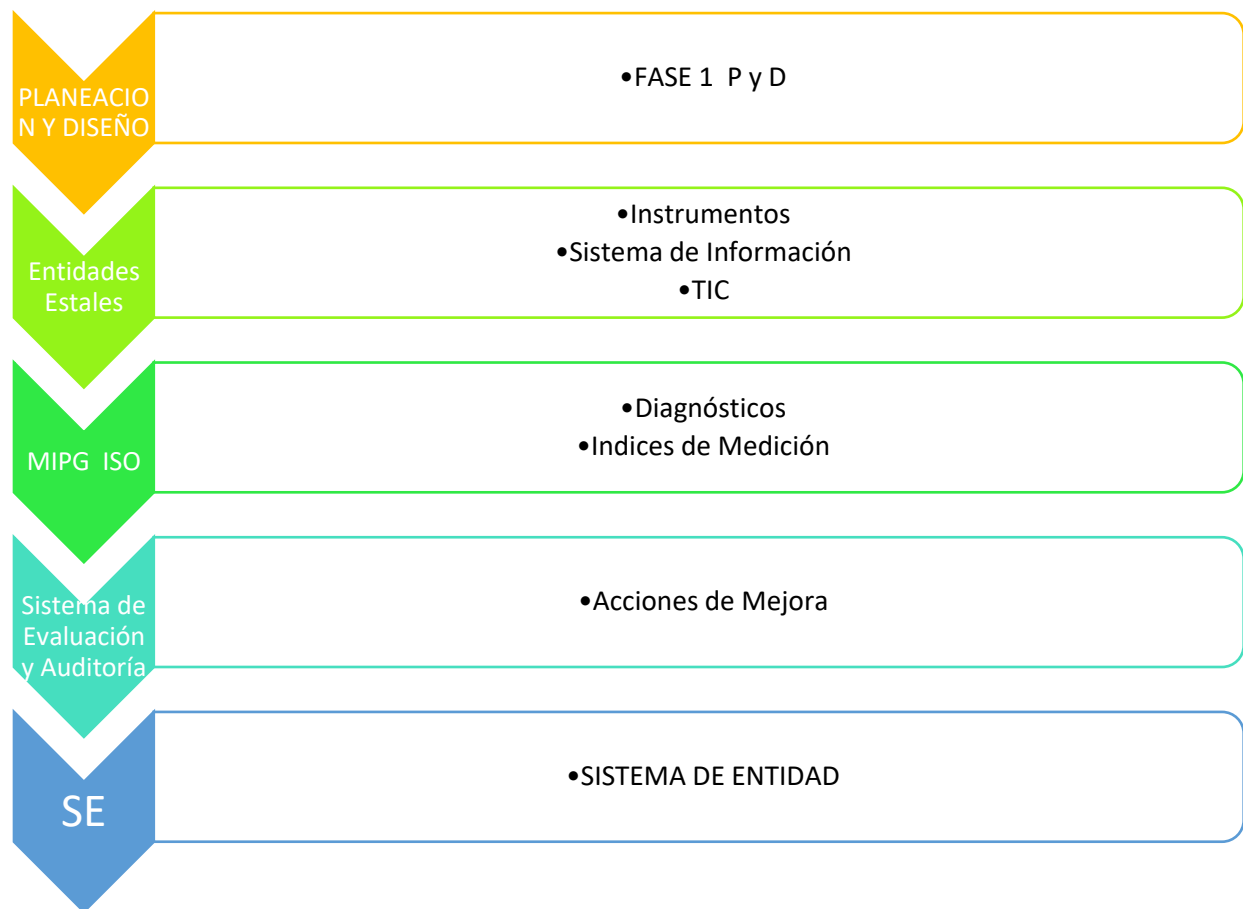 PLANEACIO
N Y DISEÑO
•FASE 1  P y D
Entidades
Estales
•Instrumentos
•Sistema de Información
•TIC
MIPG  ISO
•Diagnósticos
•Indices de Medición
Sistema de
Evaluación
y Auditoría
•Acciones de Mejora
SE
•SISTEMA DE ENTIDAD